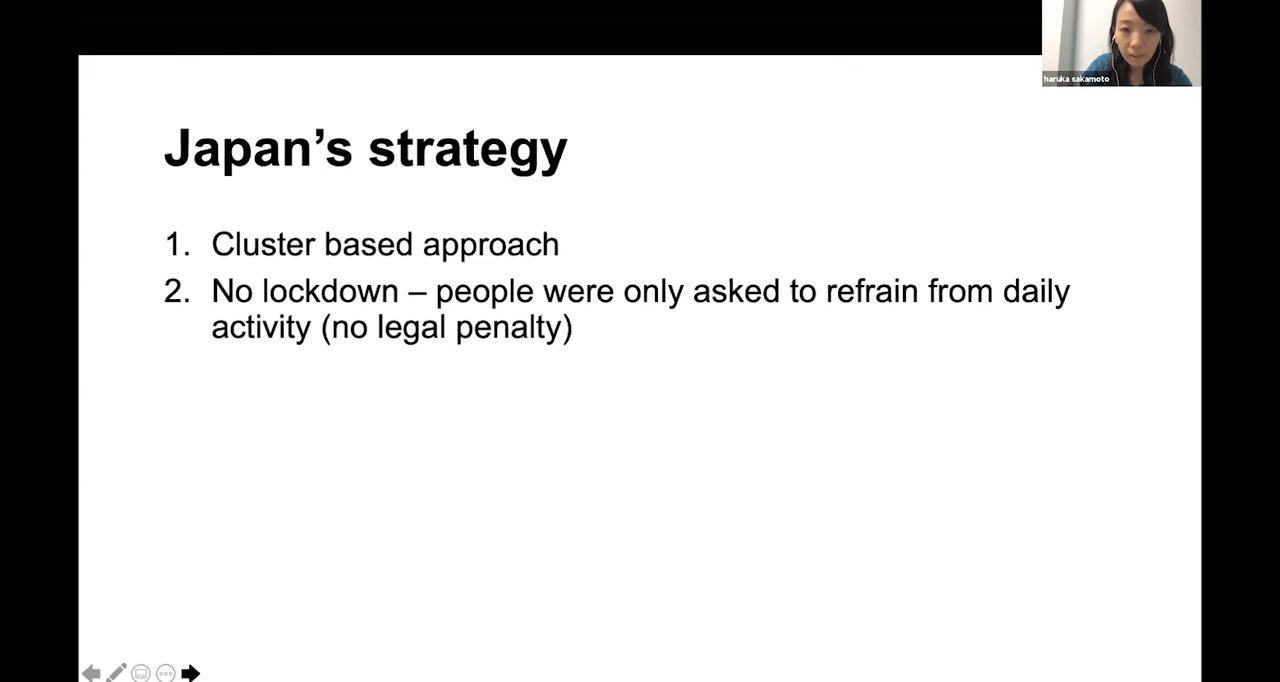 haruka sakamoto
Japan’s strategy
1. Cluster based approach
2. No lockdown – people were only asked to refrain from daily
activity (no legal penalty)